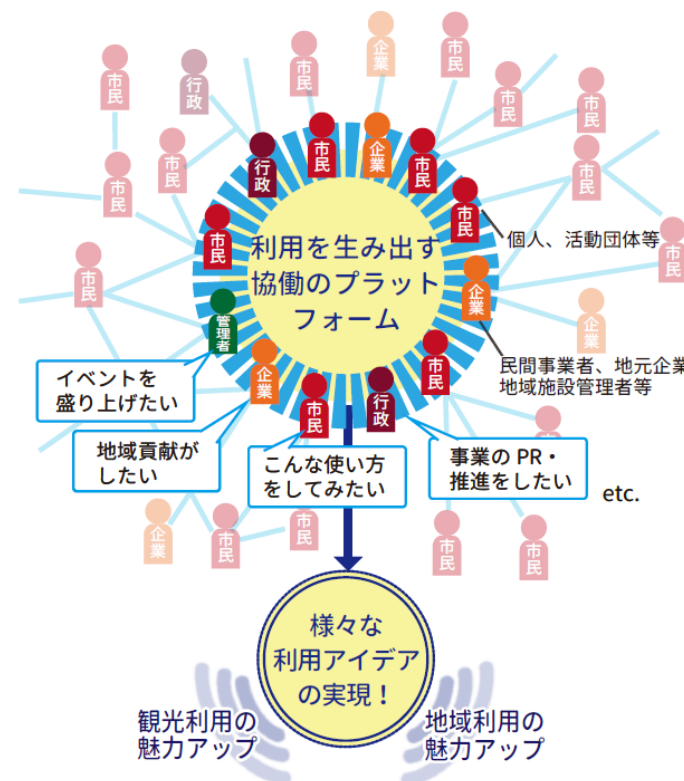 市民
行政
市民
企業
市民
市民
市民
市民
市民
市民
市民
企業
市民
行政
市民
市民
市民
利用を生み出す
協働のプラット
フォーム
個人、活動団体等
市民
市民
管理者
企業
企業
民間事業者、地元企業
地域施設管理者等
企業
市民
行政
市民
イベントを
盛り上げたい
地域貢献が
したい
こんな使い方
をしてみたい
事業の PR・
推進をしたい
etc.
企業
市民
市民
市民
市民
様々な
利用アイデア
の実現！
観光利用の
魅力アップ
地域利用の
魅力アップ